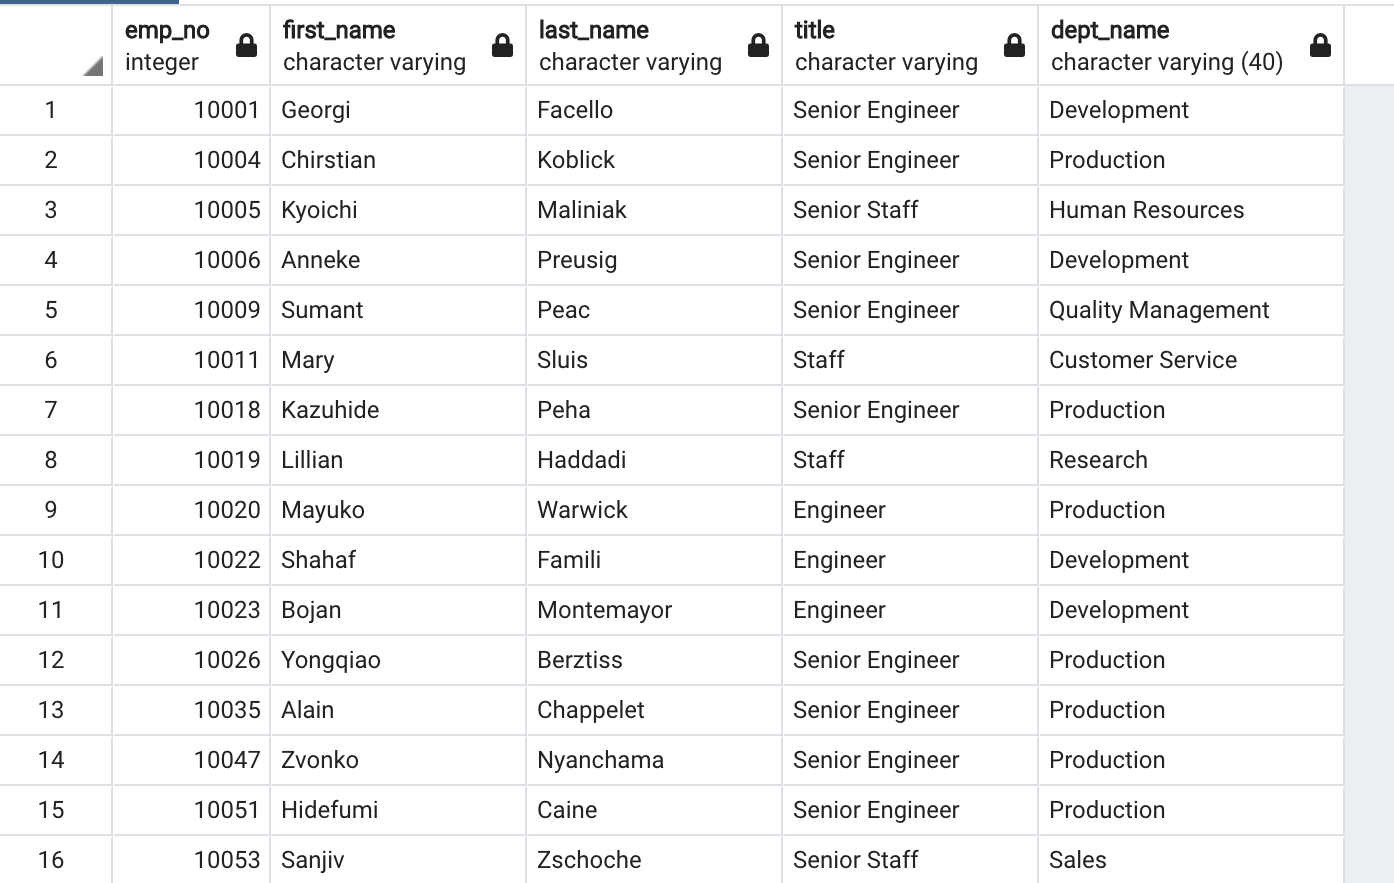 emp_no first_name last_name title dept_name
integer character varying character varying character varying character varying (40)
1 10001 Georgi Facello Senior Engineer Development
2 10004 Chirstian Koblick Senior Engineer Production
3 10005 Kyoichi Maliniak Senior Staff Human Resources
4 10006 Anneke Preusig Senior Engineer Development
5 10009 Sumant Peac Senior Engineer Quality Management
6 10011 Mary Sluis Staff Customer Service
7 10018 Kazuhide Peha Senior Engineer Production
8 10019 Lillian Haddadi Staff Research
9 10020 Mayuko Warwick Engineer Production
10 10022 Shahaf Famili Engineer Development
11 10023 Bojan Montemayor Engineer Development
12 10026 Yongqiao Berztiss Senior Engineer Production
13 10035 Alain Chappelet Senior Engineer Production
14 10047 Zvonko Nyanchama Senior Engineer Production
15 10051 Hidefumi Caine Senior Engineer Production
16 10053 Sanjiv Zschoche Senior Staff Sales